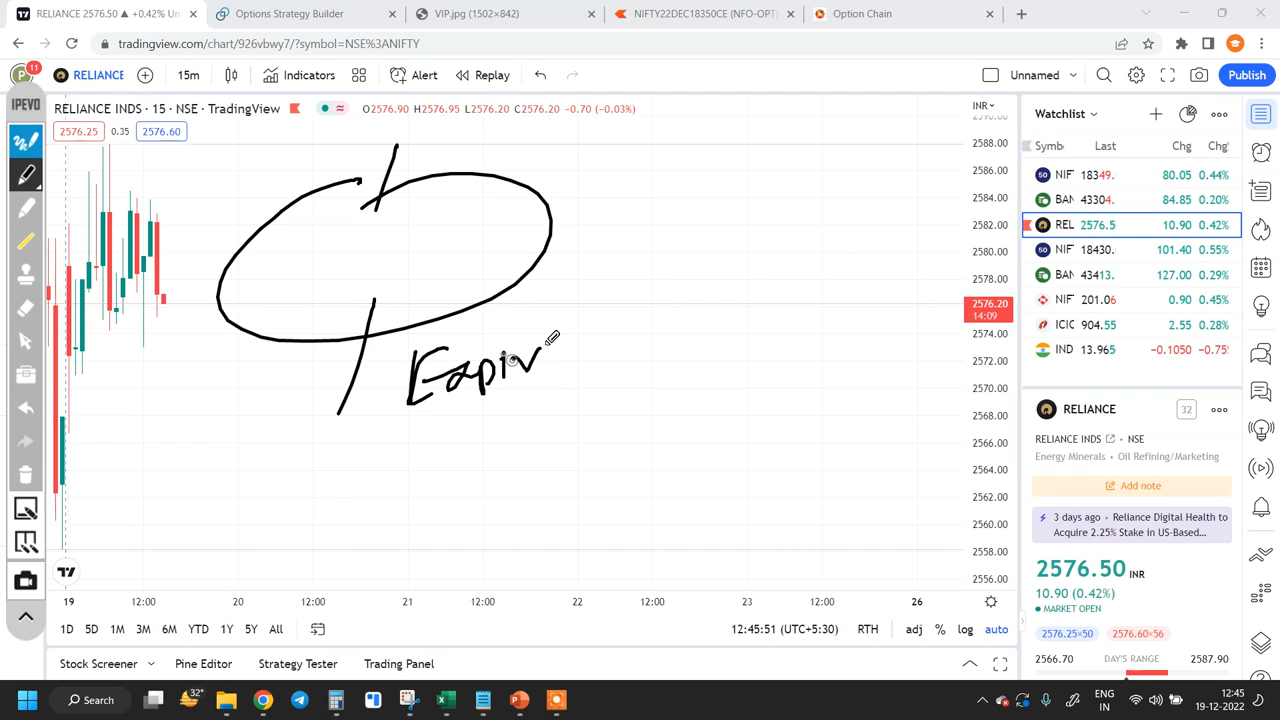 RELIANCE 2576.50 ▲ +0.42% Un
Options Strategy Builder
VIP.jpg (1502×842)
NIFTY22DEC18350CE (NFO-OPT)
Option Chain
tradingview.com/chart/926vbwy7/?symbol=NSE%3ANIFTY
P 11
RELIANCE
15m
Indicators
Alert
Replay
Unnamed
Publish
IPEVO
RELIANCE INDS · 15 · NSE · TradingView
O2576.90 H2576.95 L2576.20 C2576.20 -0.70 (-0.03%)
INR
2576.25 0.35 2576.60
2590.00
2588.00
2586.00
2584.00
2582.00
2580.00
2578.00
2576.20
14:09
2574.00
2572.00
2570.00
2568.00
2566.00
2564.00
2562.00
2560.00
2558.00
2556.00
Watchlist
Symb Last Chg Chg%
50 NIF 18349. 80.05 0.44%
BAN 43304. 84.85 0.20%
REL 2576.5 10.90 0.42%
50 NIF 18430. 101.40 0.55%
BAN 43413. 127.00 0.29%
NIF 201.06 0.90 0.45%
ICIC 904.55 2.55 0.28%
IND 13.965 −0.1050 −0.75%
RELIANCE 32
RELIANCE INDS • NSE
Energy Minerals • Oil Refining/Marketing
Add note
3 days ago • Reliance Digital Health to
Acquire 2.25% Stake in US-Based...
2576.50 INR
10.90 (0.42%)
MARKET OPEN
2576.25×50 2576.60×56
2566.70 DAY'S RANGE 2587.90
19 12:00 20 12:00 21 12:00 22 12:00 23 12:00 26
1D 5D 1M 3M 6M YTD 1Y 5Y All
12:45:51 (UTC+5:30) RTH adj % log auto
Stock Screener Pine Editor Strategy Tester Trading Panel
Search
32°
ENG
IN
12:45
19-12-2022